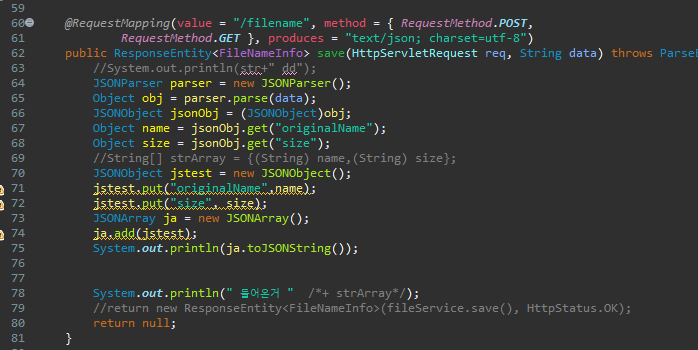 59
60 @RequestMapping(value = "/filename", method = { RequestMethod.POST,
61 RequestMethod.GET }, produces = "text/json; charset=utf-8")
62 public ResponseEntity<FileNameInfo> save(HttpServletRequest req, String data) throws ParseE
63 //System.out.println(str+" dd");
64 JSONParser parser = new JSONParser();
65 Object obj = parser.parse(data);
66 JSONObject jsonObj = (JSONObject)obj;
67 Object name = jsonObj.get("originalName");
68 Object size = jsonObj.get("size");
69 //String[] strArray = {(String) name,(String) size};
70 JSONObject jstest = new JSONObject();
71 jstest.put("originalName",name);
72 jstest.put("size", size);
73 JSONArray ja = new JSONArray();
74 ja.add(jstest);
75 System.out.println(ja.toJSONString());
76
77
78 System.out.println(" 들어온거 " /*+ strArray*/);
79 //return new ResponseEntity<FileNameInfo>(fileService.save(), HttpStatus.OK);
80 return null;
81 }